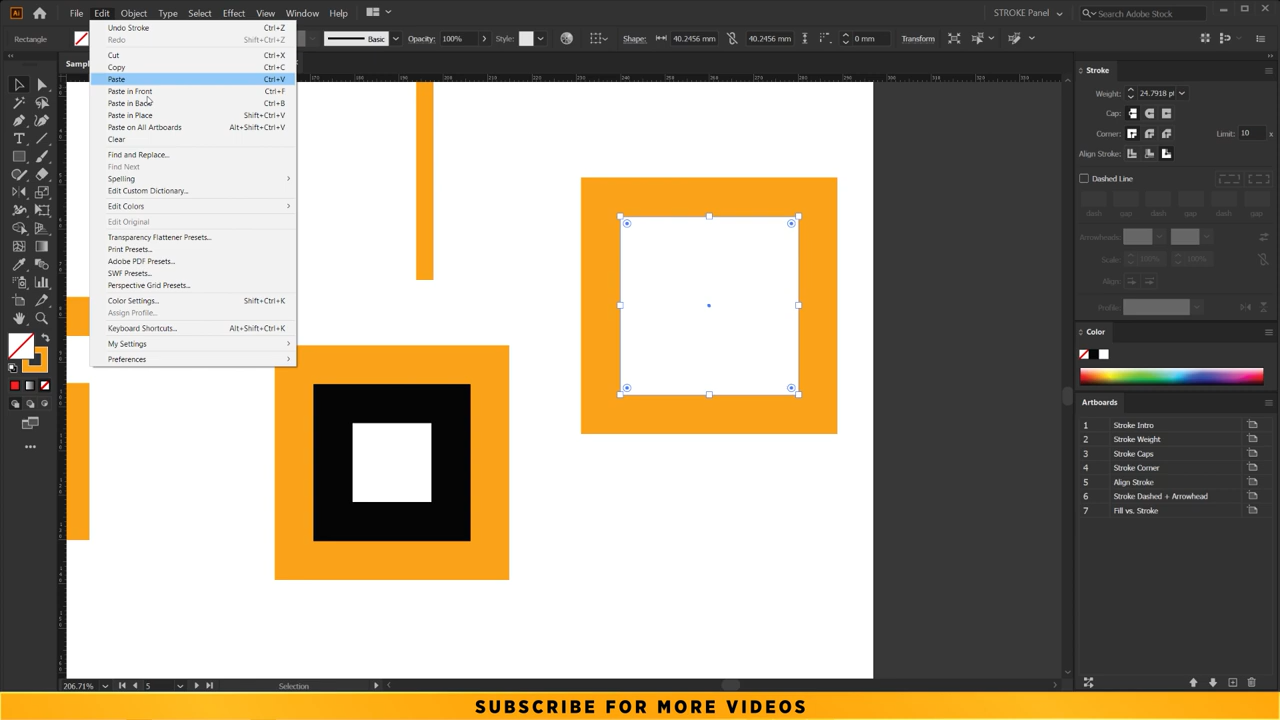 Ai File Edit Object Type Select Effect View Window Help STROKE Panel Search Adobe Stock
Rectangle Basic Opacity: 100% Style: Shape: 40.2456 mm 40.2456 mm 0 mm Transform
Sampl
Undo Stroke Ctrl+Z
Redo Shift+Ctrl+Z
Cut Ctrl+X
Copy Ctrl+C
Paste Ctrl+V
Paste in Front Ctrl+F
Paste in Back Ctrl+B
Paste in Place Shift+Ctrl+V
Paste on All Artboards Alt+Shift+Ctrl+V
Clear
Find and Replace...
Find Next
Spelling
Edit Custom Dictionary...
Edit Colors
Edit Original
Transparency Flattener Presets...
Print Presets...
Adobe PDF Presets...
SWF Presets...
Perspective Grid Presets...
Color Settings... Shift+Ctrl+K
Assign Profile...
Keyboard Shortcuts... Alt+Shift+Ctrl+K
My Settings
Preferences
Stroke
Weight: 24.7918 pt
Cap:
Corner: Limit: 10 x
Align Stroke:
Dashed Line
dash gap dash gap dash gap
Arrowheads:
Scale: 100% 100%
Align:
Profile:
Color
Artboards
1 Stroke Intro
2 Stroke Weight
3 Stroke Caps
4 Stroke Corner
5 Align Stroke
6 Stroke Dashed + Arrowhead
7 Fill vs. Stroke
206.71% 5 Selection
SUBSCRIBE FOR MORE VIDEOS